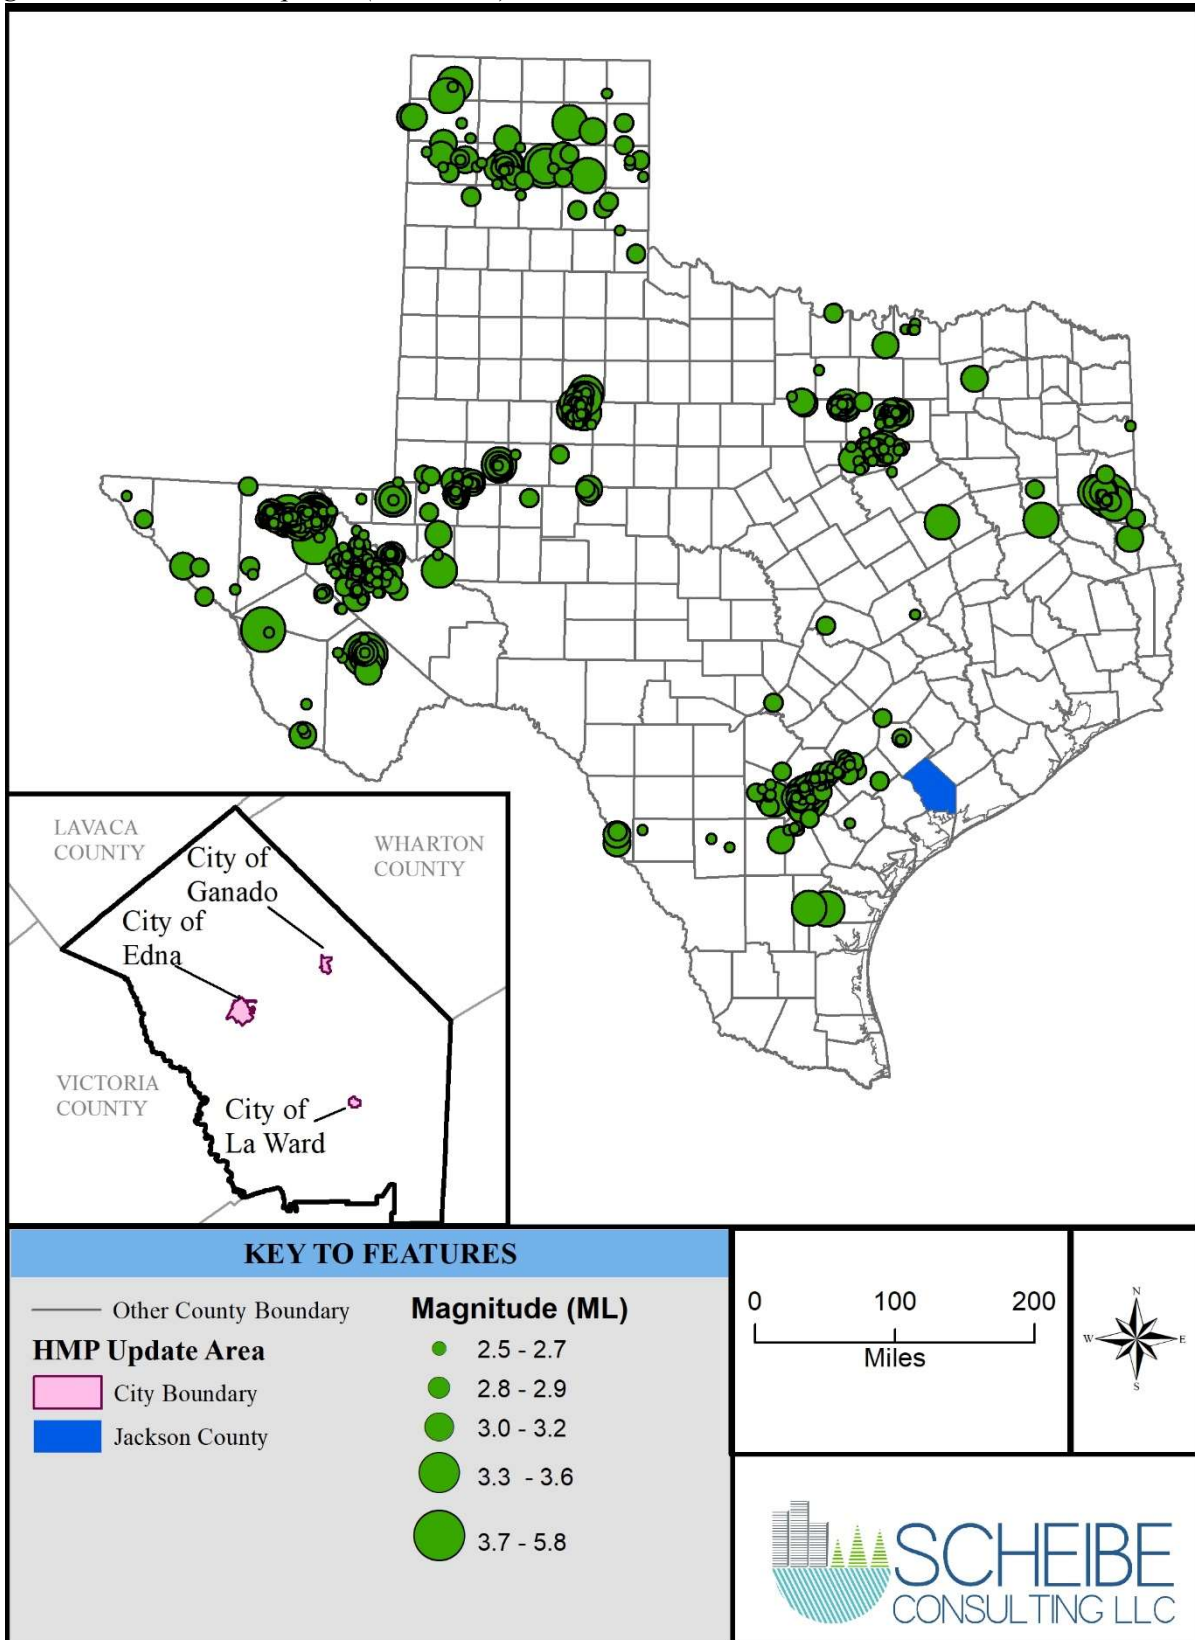 LAVACA
COUNTY
WHARTON
COUNTY
City of
Ganado
City of
Edna
VICTORIA
COUNTY
City of
La Ward
KEY TO FEATURES
Other County Boundary
HMP Update Area
City Boundary
Jackson County
Magnitude (ML)
2.5 - 2.7
2.8 - 2.9
3.0 - 3.2
3.3 - 3.6
3.7 - 5.8
0 100 200
Miles
N
W E
S
SCHEIBE
CONSULTING LLC